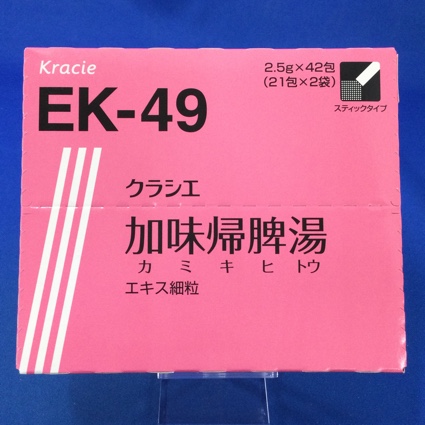 Kracie
2.5g×42包
(21包×2袋)
スティックタイプ
EK-49
クラシエ
加味帰脾湯
カミキヒトウ
エキス細粒